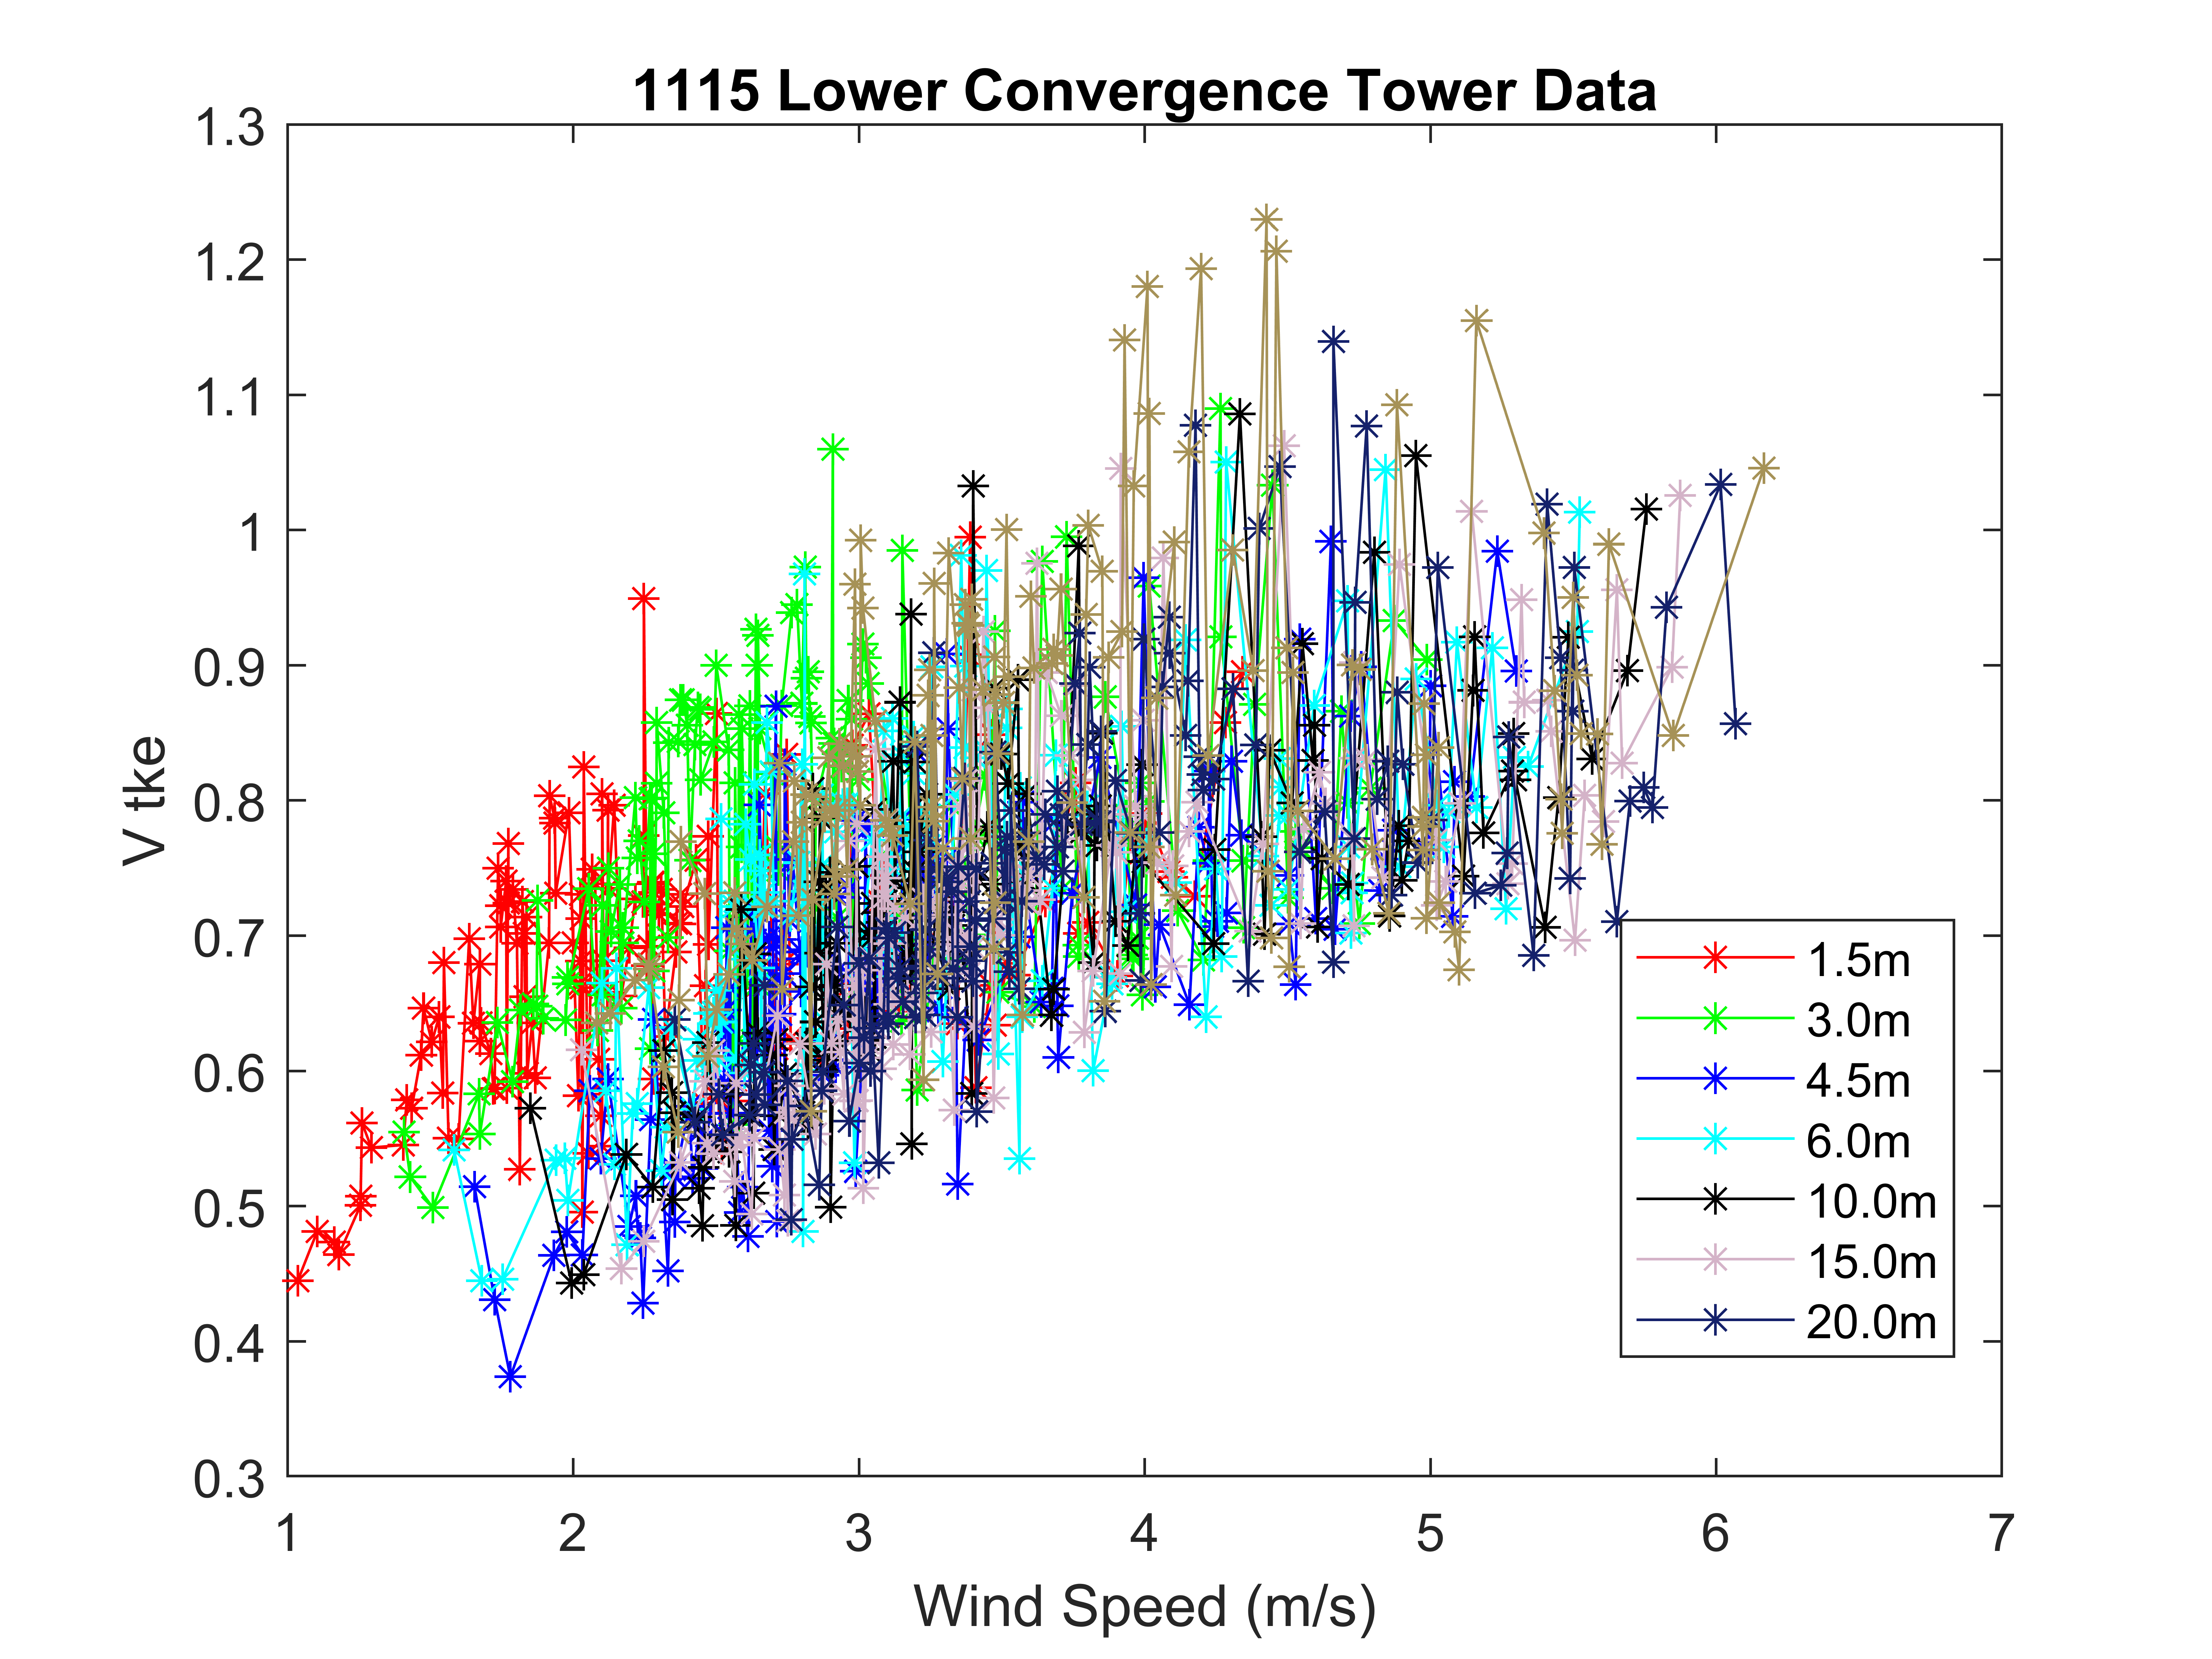 1115 Lower Convergence Tower Data
1.3
1.2
1.1
1
0.9
0.8
0.7
0.6
0.5
0.4
0.3
V tke
1.5m
3.0m
4.5m
6.0m
10.0m
15.0m
20.0m
1 2 3 4 5 6 7
Wind Speed (m/s)